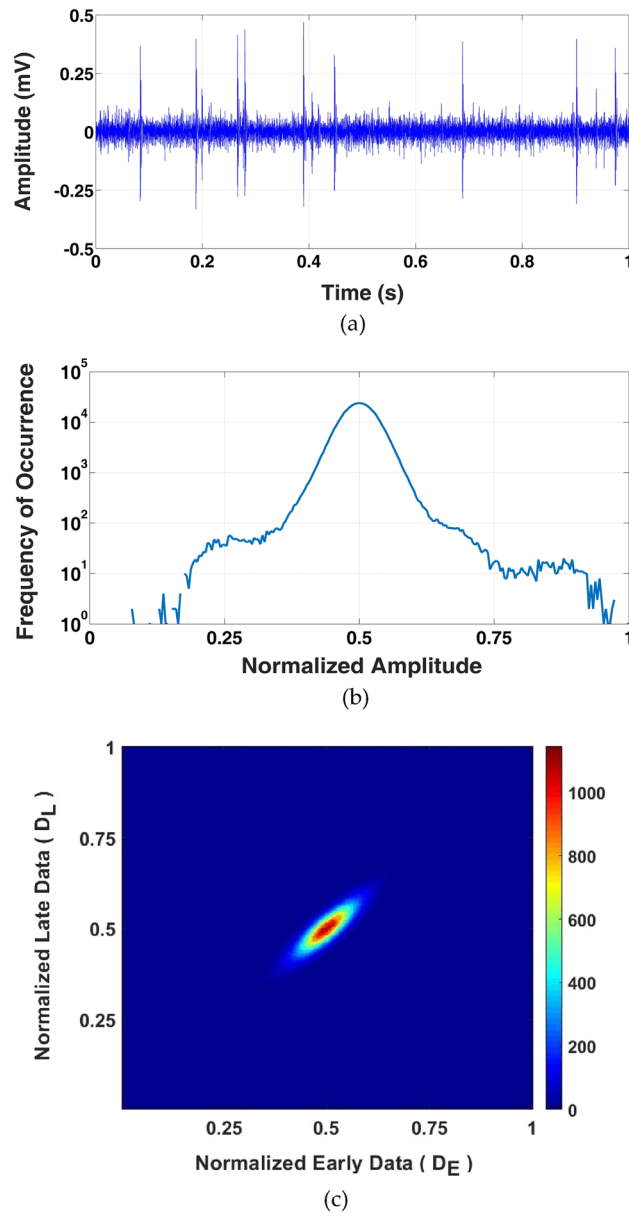 0.5
0.25
0
-0.25
-0.5
Amplitude (mV)
0 0.2 0.4 0.6 0.8 1
Time (s)
(a)
10^5
10^4
10^3
10^2
10^1
10^0
Frequency of Occurrence
0 0.25 0.5 0.75 1
Normalized Amplitude
(b)
1
0.75
0.5
0.25
Normalized Late Data ( D_L )
0.25 0.5 0.75 1
Normalized Early Data ( D_E )
1000
800
600
400
200
0
(c)